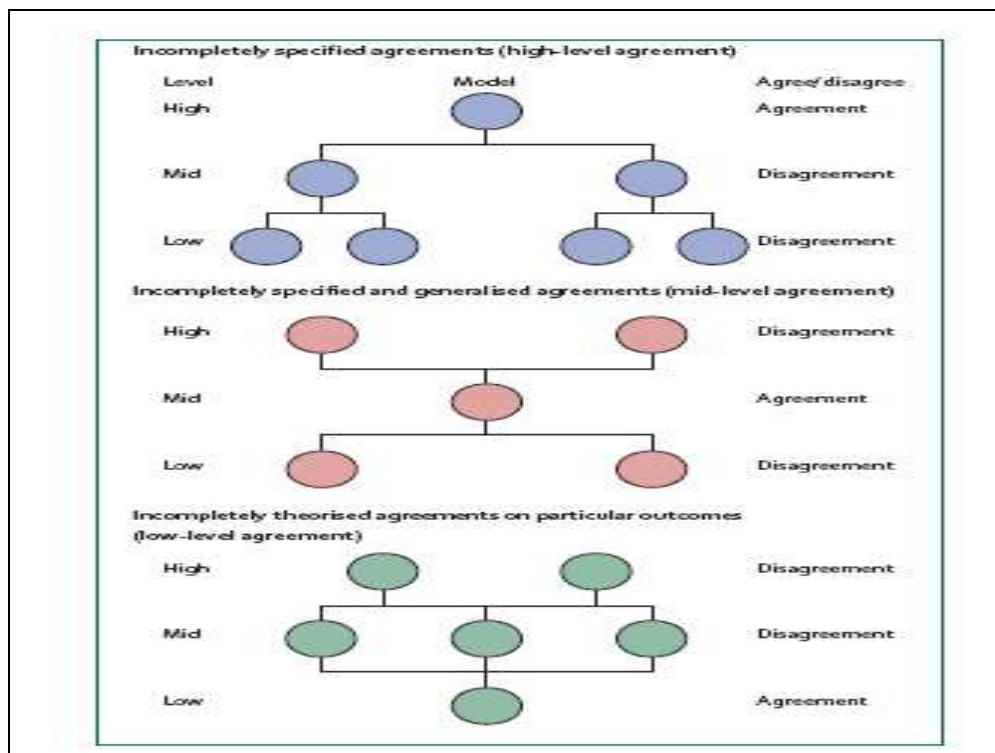 Incompletely specified agreements (high-level agreement)
Level Model Agree/disagree
High Agreement
Mid Disagreement
Low Disagreement
Incompletely specified and generalised agreements (mid-level agreement)
High Disagreement
Mid Agreement
Low Disagreement
Incompletely theorised agreements on particular outcomes
(low-level agreement)
High Disagreement
Mid Disagreement
Low Agreement